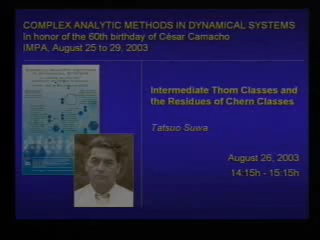 COMPLEX ANALYTIC METHODS IN DYNAMICAL SYSTEMS
In honor of the 60th birthday of César Camacho
IMPA, August 25 to 29, 2003
Intermediate Thom Classes and
the Residues of Chern Classes
Tatsuo Suwa
August 26, 2003
14:15h - 15:15h